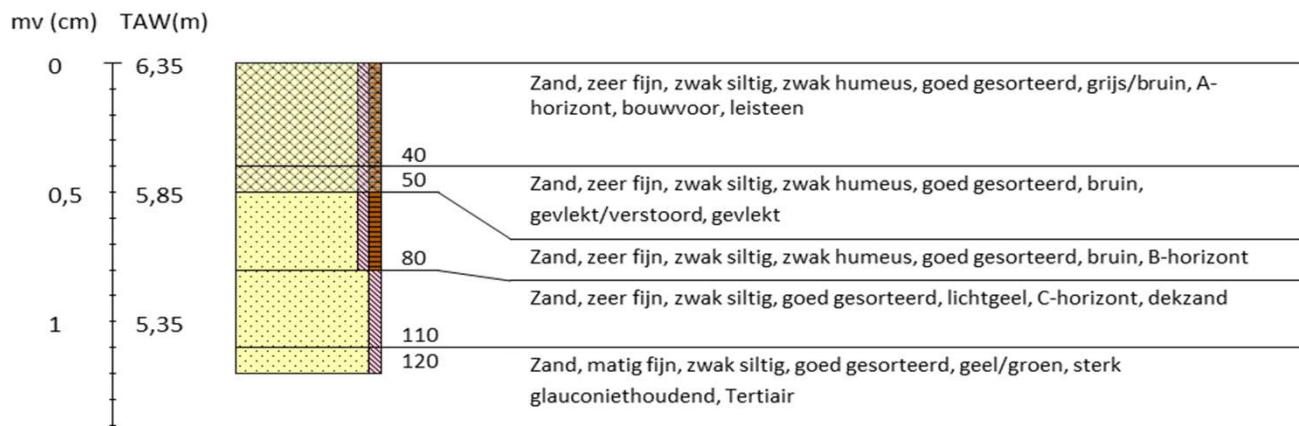 mv (cm) TAW(m)
0 6,35
Zand, zeer fijn, zwak siltig, zwak humeus, goed gesorteerd, grijs/bruin, A-
horizont, bouwvoor, leisteen
40
50
Zand, zeer fijn, zwak siltig, zwak humeus, goed gesorteerd, bruin,
gevlekt/verstoord, gevlekt
0,5 5,85
80
Zand, zeer fijn, zwak siltig, zwak humeus, goed gesorteerd, bruin, B-horizont
Zand, zeer fijn, zwak siltig, goed gesorteerd, lichtgeel, C-horizont, dekzand
1 5,35
110
120
Zand, matig fijn, zwak siltig, goed gesorteerd, geel/groen, sterk
glauconiethoudend, Tertiair